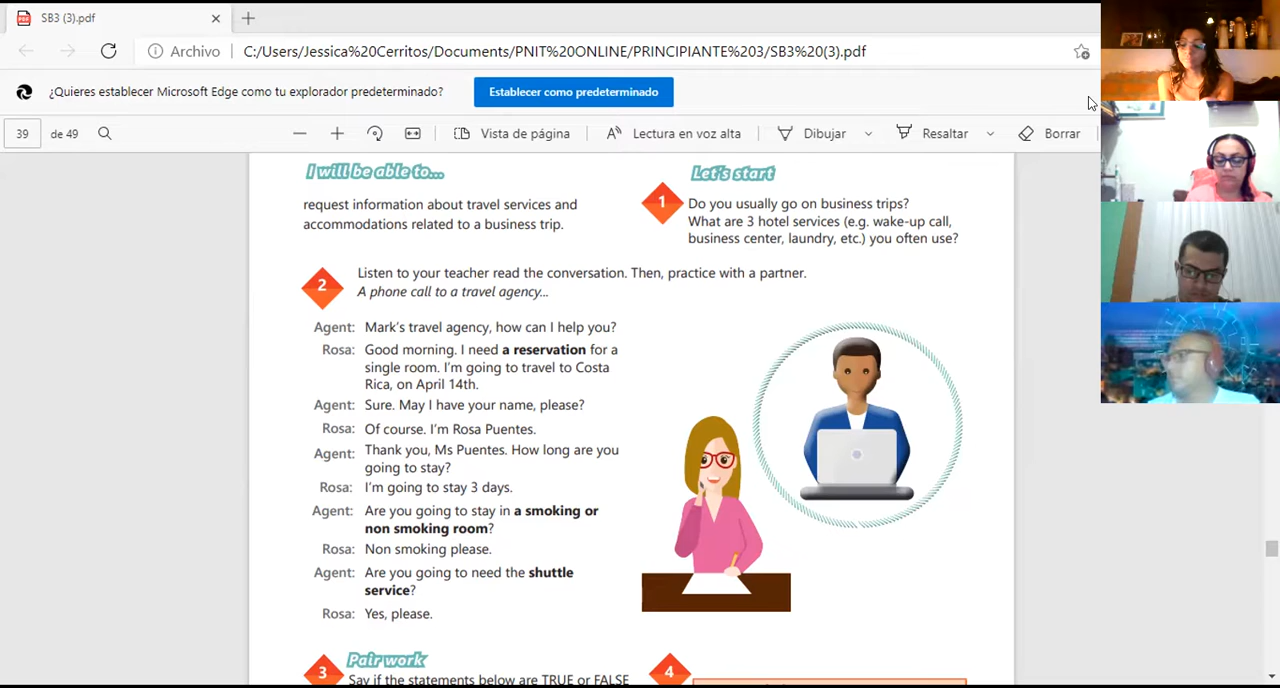 SB3 (3).pdf
Archivo
C:/Users/Jessica%20Cerritos/Documents/PNIT%20ONLINE/PRINCIPIANTE%203/SB3%20(3).pdf
¿Quieres establecer Microsoft Edge como tu explorador predeterminado?
Establecer como predeterminado
39
de 49
Vista de página
Lectura en voz alta
Dibujar
Resaltar
Borrar
I will be able to...
request information about travel services and
accommodations related to a business trip.
Let's start
1
Do you usually go on business trips?
What are 3 hotel services (e.g. wake-up call,
business center, laundry, etc.) you often use?
2
Listen to your teacher read the conversation. Then, practice with a partner.
A phone call to a travel agency...
Agent: Mark's travel agency, how can I help you?
Rosa: Good morning. I need a reservation for a
single room. I'm going to travel to Costa
Rica, on April 14th.
Agent: Sure. May I have your name, please?
Rosa: Of course. I'm Rosa Puentes.
Agent: Thank you, Ms Puentes. How long are you
going to stay?
Rosa: I'm going to stay 3 days.
Agent: Are you going to stay in a smoking or
non smoking room?
Rosa: Non smoking please.
Agent: Are you going to need the shuttle
service?
Rosa: Yes, please.
3
Pair work
Say if the statements below are TRUE or FALSE
4